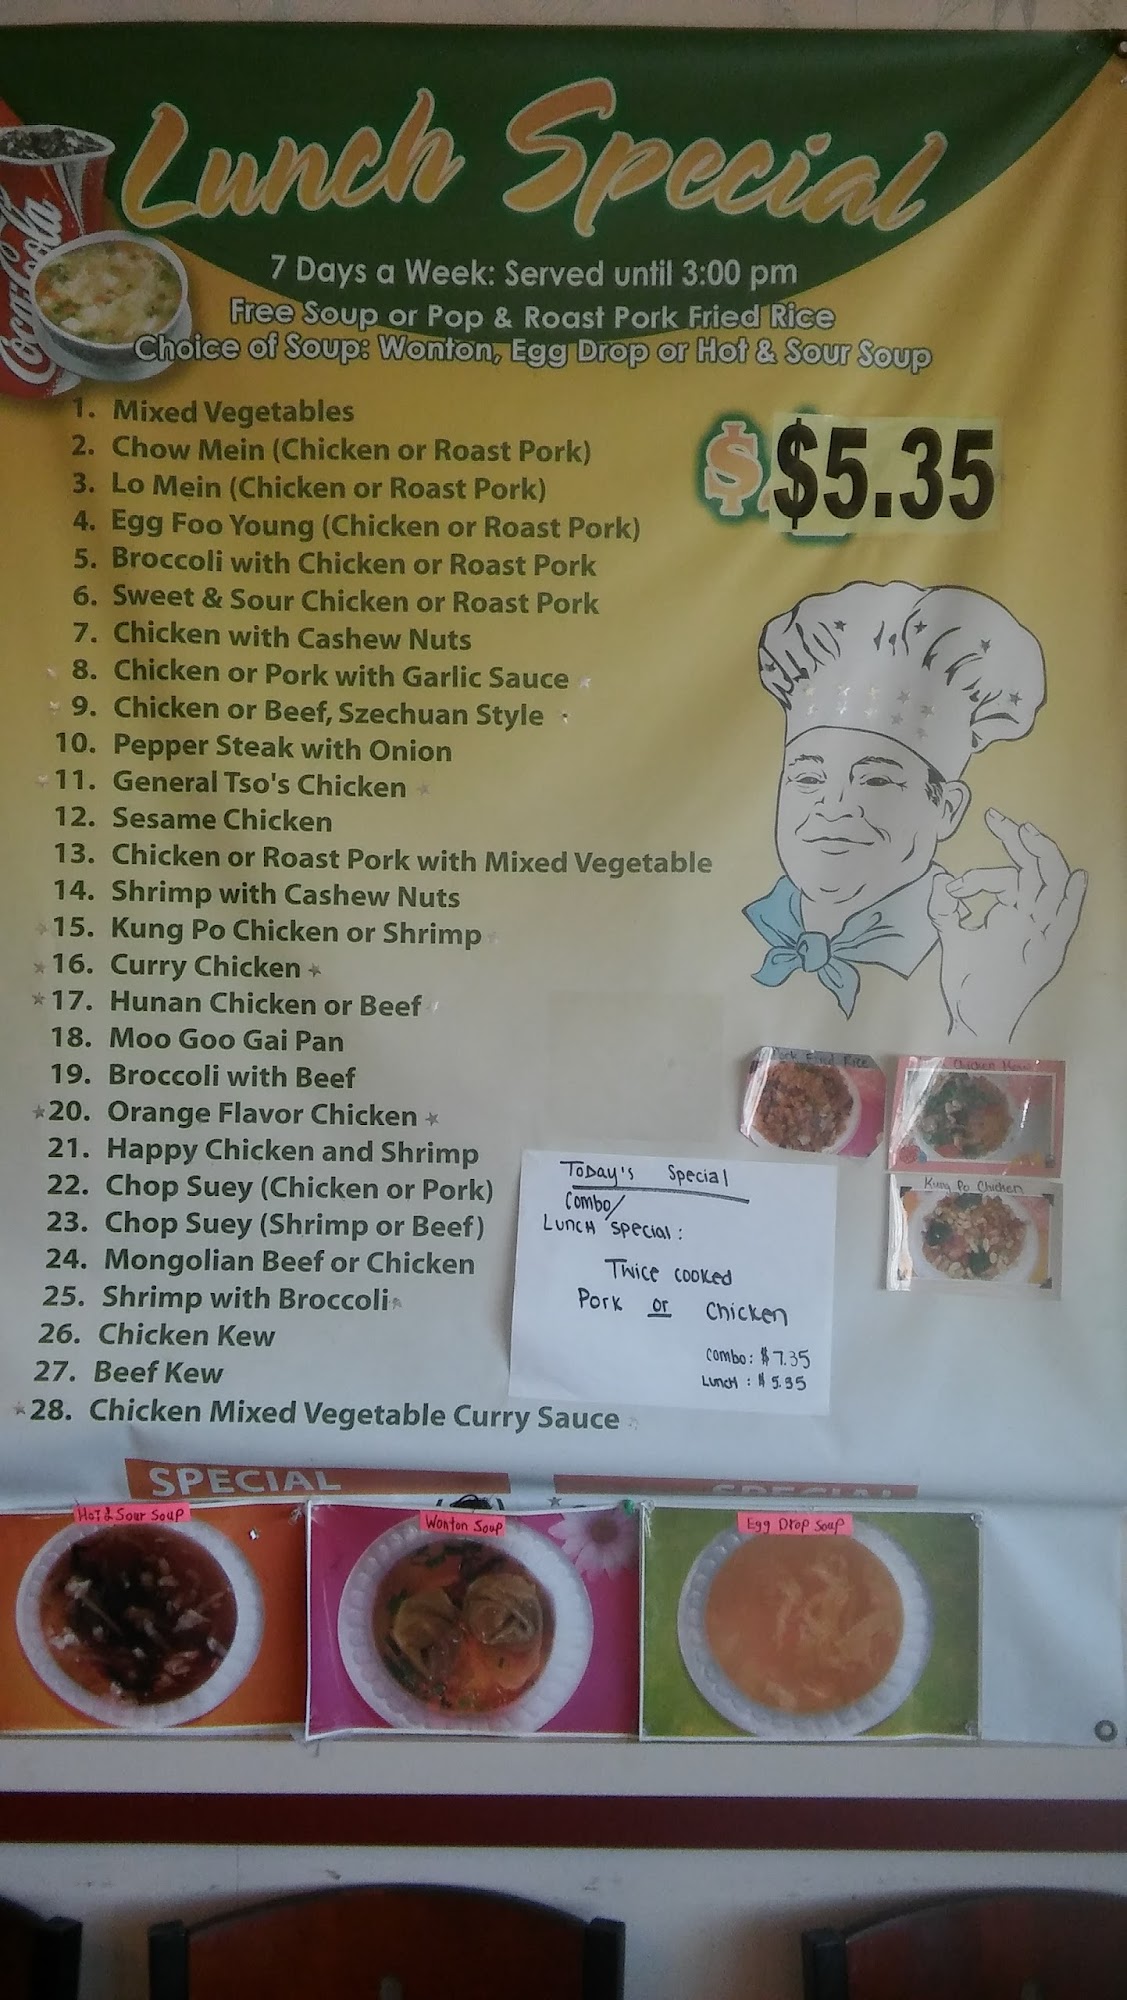 Lunch Special
Coca-Cola
7 Days a Week: Served until 3:00 pm
Free Soup or Pop & Roast Pork Fried Rice
Choice of Soup: Wonton, Egg Drop or Hot & Sour Soup
$ $5.35
1. Mixed Vegetables
2. Chow Mein (Chicken or Roast Pork)
3. Lo Mein (Chicken or Roast Pork)
4. Egg Foo Young (Chicken or Roast Pork)
5. Broccoli with Chicken or Roast Pork
6. Sweet & Sour Chicken or Roast Pork
7. Chicken with Cashew Nuts
8. Chicken or Pork with Garlic Sauce
9. Chicken or Beef, Szechuan Style
10. Pepper Steak with Onion
11. General Tso's Chicken
12. Sesame Chicken
13. Chicken or Roast Pork with Mixed Vegetable
14. Shrimp with Cashew Nuts
15. Kung Po Chicken or Shrimp
16. Curry Chicken
17. Hunan Chicken or Beef
18. Moo Goo Gai Pan
19. Broccoli with Beef
20. Orange Flavor Chicken
21. Happy Chicken and Shrimp
22. Chop Suey (Chicken or Pork)
23. Chop Suey (Shrimp or Beef)
24. Mongolian Beef or Chicken
25. Shrimp with Broccoli
26. Chicken Kew
27. Beef Kew
28. Chicken Mixed Vegetable Curry Sauce
Pork Fried Rice
Chicken
Kung Po Chicken
Today's Special
Combo/
Lunch Special:
Twice cooked
Pork or Chicken
Combo: $7.35
Lunch: $5.35
SPECIAL
SPECIAL
Hot & Sour Soup
Wonton Soup
Egg Drop Soup